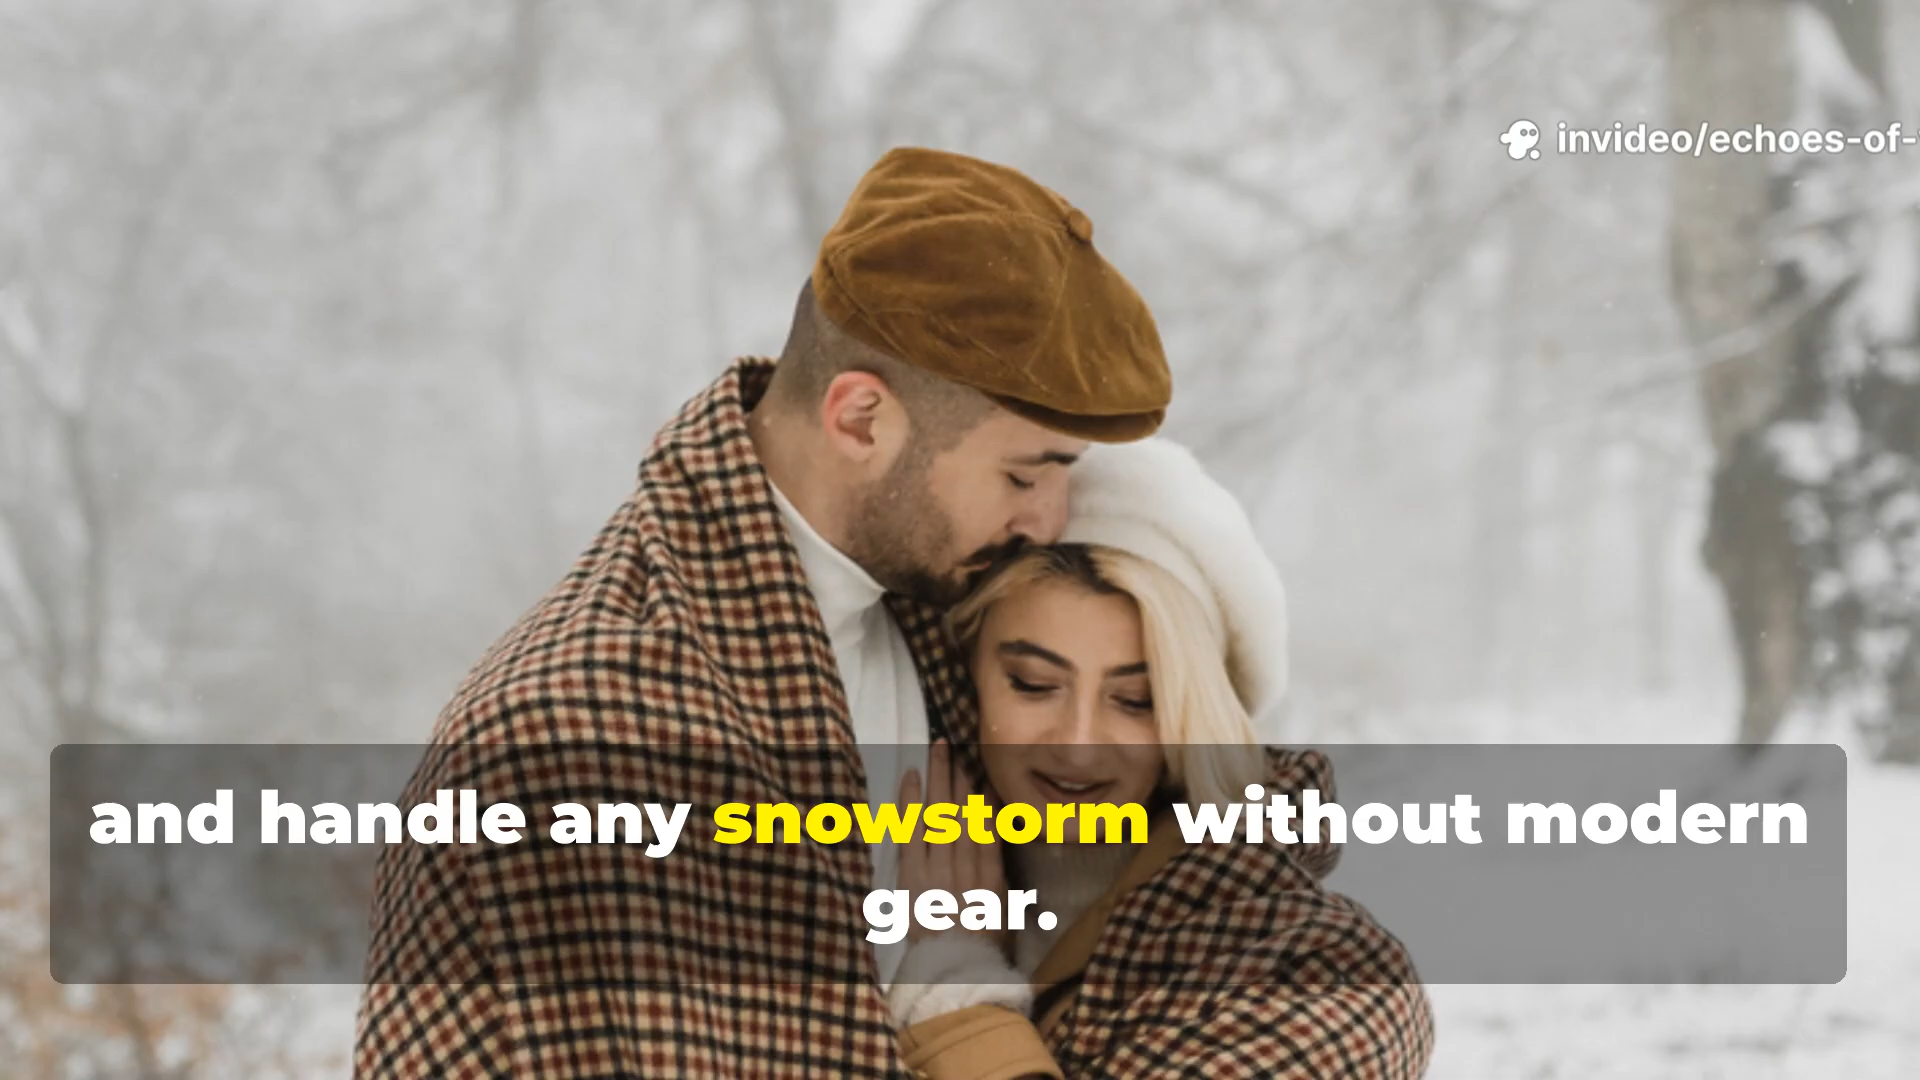 invideo/echoes-of-
and handle any snowstorm without modern
gear.